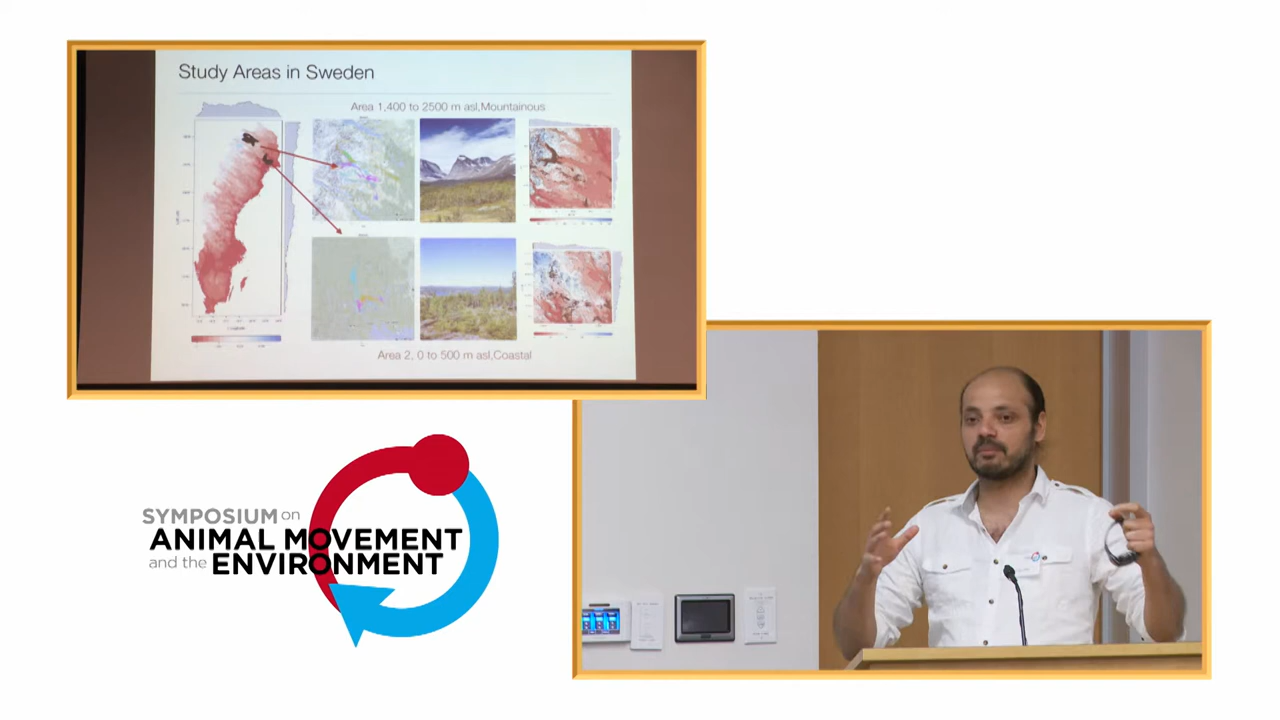 Study Areas in Sweden
Area 1,400 to 2500 m asl,Mountainous
Area 2, 0 to 500 m asl,Coastal
SYMPOSIUM on
ANIMAL MOVEMENT
and the ENVIRONMENT